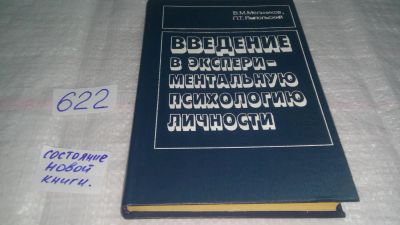 622
состояние
новой
книги.
В.М.Мельников,
Л.Т.Ямпольский
ВВЕДЕНИЕ
В ЭКСПЕРИ-
МЕНТАЛЬНУЮ
ПСИХОЛОГИЮ
ЛИЧНОСТИ